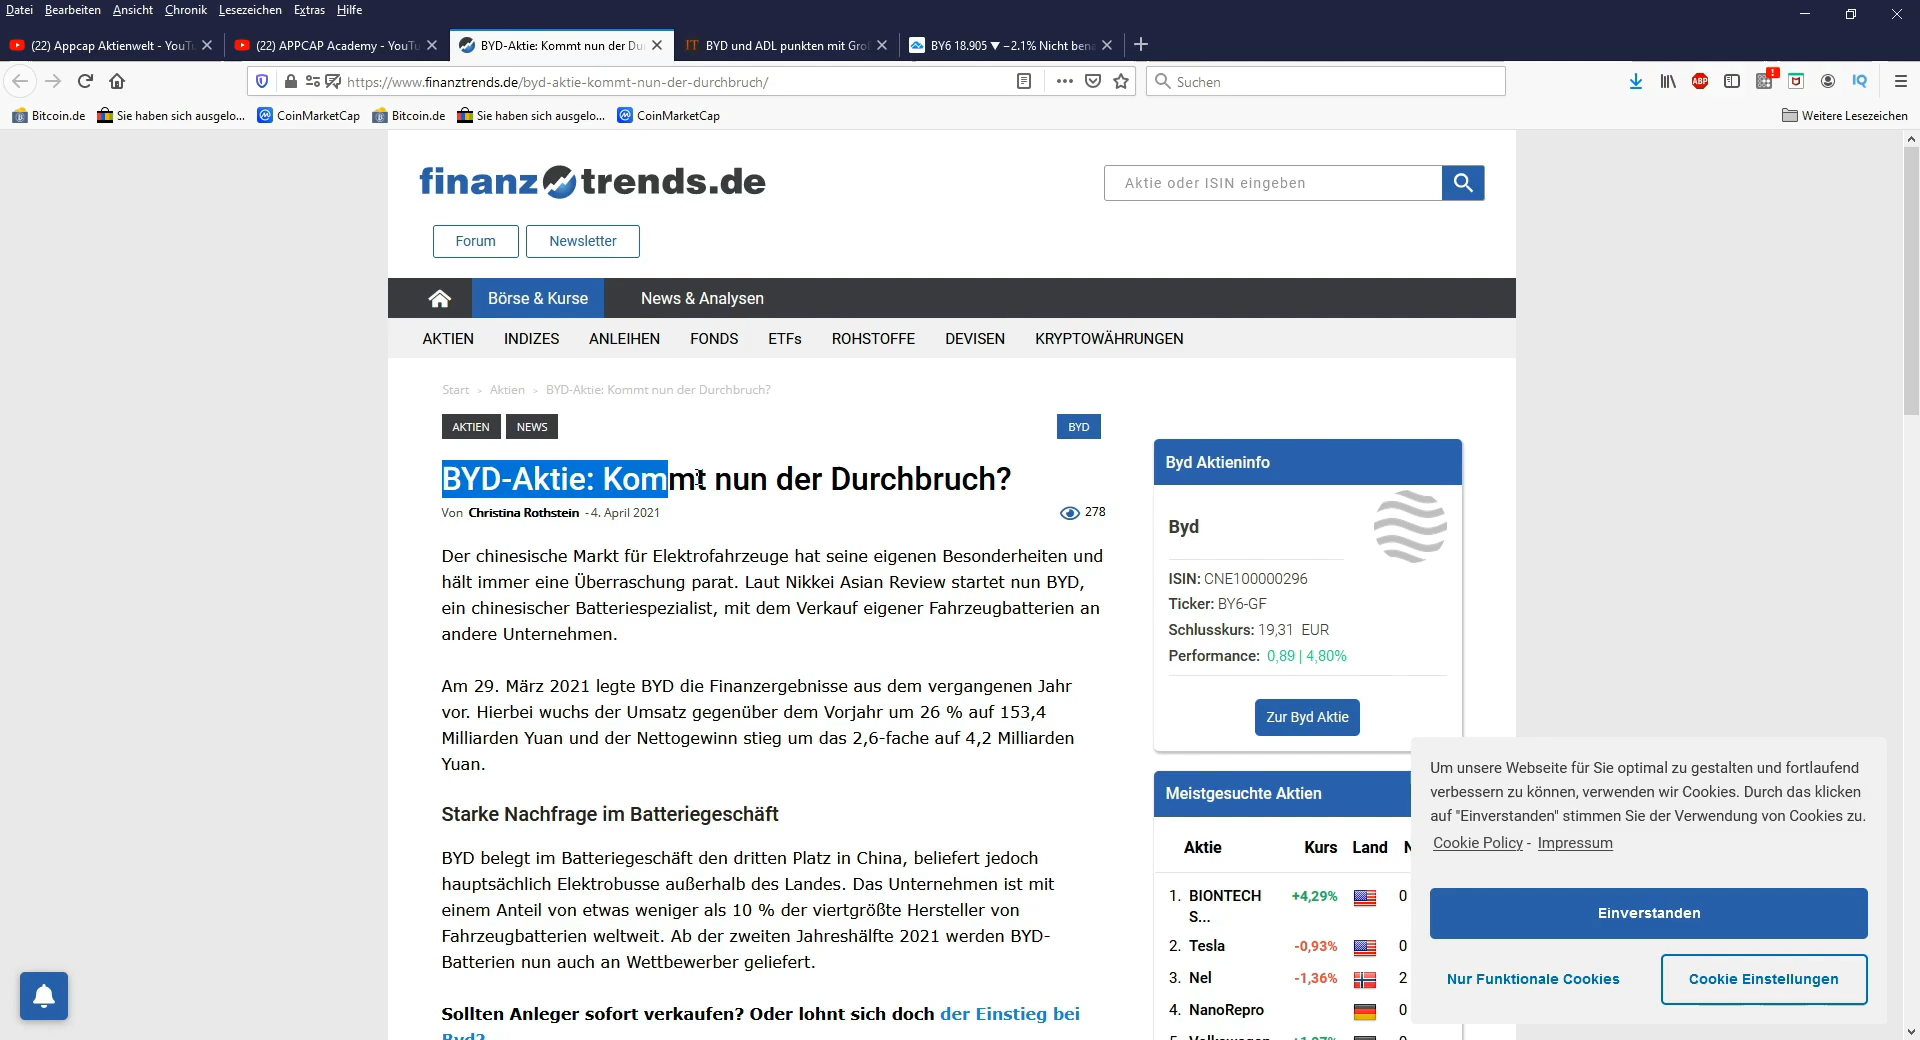 Datei Bearbeiten Ansicht Chronik Lesezeichen Extras Hilfe
(22) Appcap Aktienwelt - YouTu
(22) APPCAP Academy - YouTu
BYD-Aktie: Kommt nun der Du
IT BYD und ADL punkten mit Gro
BY6 18.905 ▼ −2.1% Nicht bena
https://www.finanztrends.de/byd-aktie-kommt-nun-der-durchbruch/
Suchen
ABP
IQ
Bitcoin.de
Sie haben sich ausgelo...
CoinMarketCap
Bitcoin.de
Sie haben sich ausgelo...
CoinMarketCap
Weitere Lesezeichen
finanztrends.de
Aktie oder ISIN eingeben
Forum
Newsletter
Börse & Kurse
News & Analysen
AKTIEN INDIZES ANLEIHEN FONDS ETFs ROHSTOFFE DEVISEN KRYPTOWÄHRUNGEN
Start > Aktien > BYD-Aktie: Kommt nun der Durchbruch?
AKTIEN
NEWS
BYD
BYD-Aktie: Kommt nun der Durchbruch?
Von Christina Rothstein - 4. April 2021
278
Der chinesische Markt für Elektrofahrzeuge hat seine eigenen Besonderheiten und
hält immer eine Überraschung parat. Laut Nikkei Asian Review startet nun BYD,
ein chinesischer Batteriespezialist, mit dem Verkauf eigener Fahrzeugbatterien an
andere Unternehmen.
Am 29. März 2021 legte BYD die Finanzergebnisse aus dem vergangenen Jahr
vor. Hierbei wuchs der Umsatz gegenüber dem Vorjahr um 26 % auf 153,4
Milliarden Yuan und der Nettogewinn stieg um das 2,6-fache auf 4,2 Milliarden
Yuan.
Starke Nachfrage im Batteriegeschäft
BYD belegt im Batteriegeschäft den dritten Platz in China, beliefert jedoch
hauptsächlich Elektrobusse außerhalb des Landes. Das Unternehmen ist mit
einem Anteil von etwas weniger als 10 % der viertgrößte Hersteller von
Fahrzeugbatterien weltweit. Ab der zweiten Jahreshälfte 2021 werden BYD-
Batterien nun auch an Wettbewerber geliefert.
Sollten Anleger sofort verkaufen? Oder lohnt sich doch der Einstieg bei
Byd?
Byd Aktieninfo
Byd
ISIN: CNE100000296
Ticker: BY6-GF
Schlusskurs: 19,31 EUR
Performance: 0,89 | 4,80%
Zur Byd Aktie
Meistgesuchte Aktien
Aktie Kurs Land
1. BIONTECH S... +4,29% 0
2. Tesla -0,93% 0
3. Nel -1,36% 2
4. NanoRepro 0
Um unsere Webseite für Sie optimal zu gestalten und fortlaufend
verbessern zu können, verwenden wir Cookies. Durch das klicken
auf "Einverstanden" stimmen Sie der Verwendung von Cookies zu.
Cookie Policy - Impressum
Einverstanden
Nur Funktionale Cookies
Cookie Einstellungen